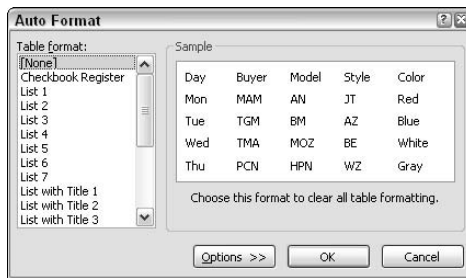 Auto Format
Table format:
[None]
Checkbook Register
List 1
List 2
List 3
List 4
List 5
List 6
List 7
List with Title 1
List with Title 2
List with Title 3
Sample
Day Buyer Model Style Color
Mon MAM AN JT Red
Tue TGM BM AZ Blue
Wed TMA MOZ BE White
Thu PCN HPN WZ Gray
Choose this format to clear all table formatting.
Options >> OK Cancel